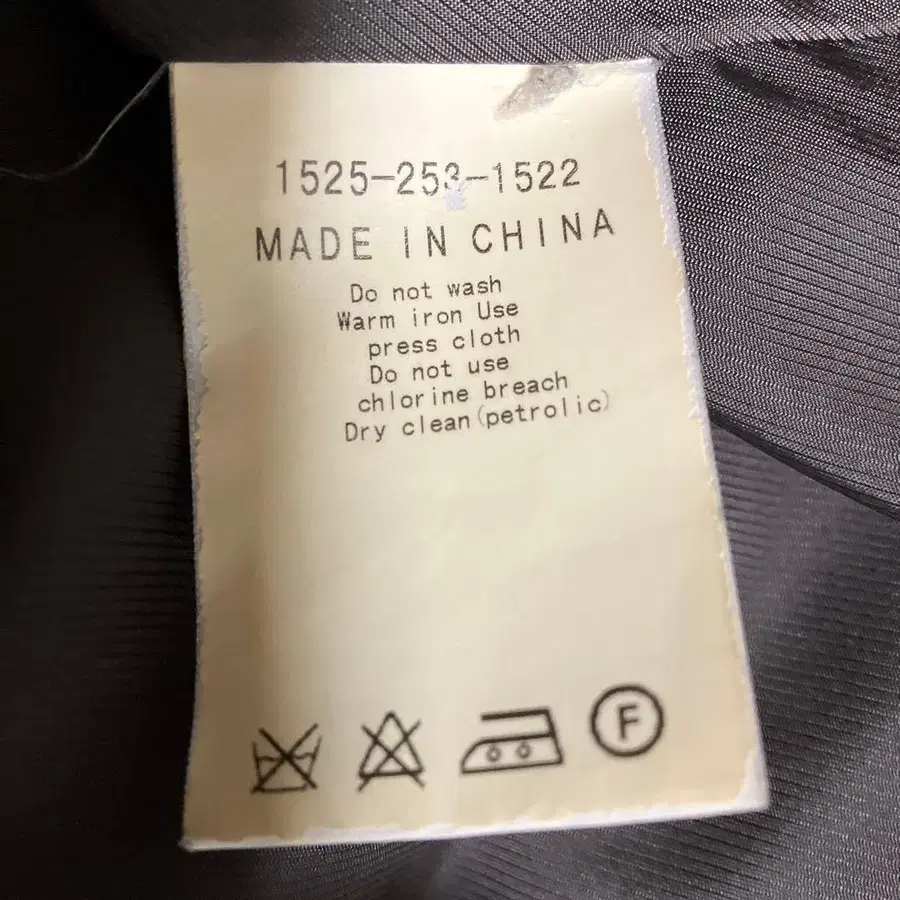 1525-253-1522
MADE IN CHINA
Do not wash
Warm iron Use
press cloth
Do not use
chlorine breach
Dry clean(petrolic)
F